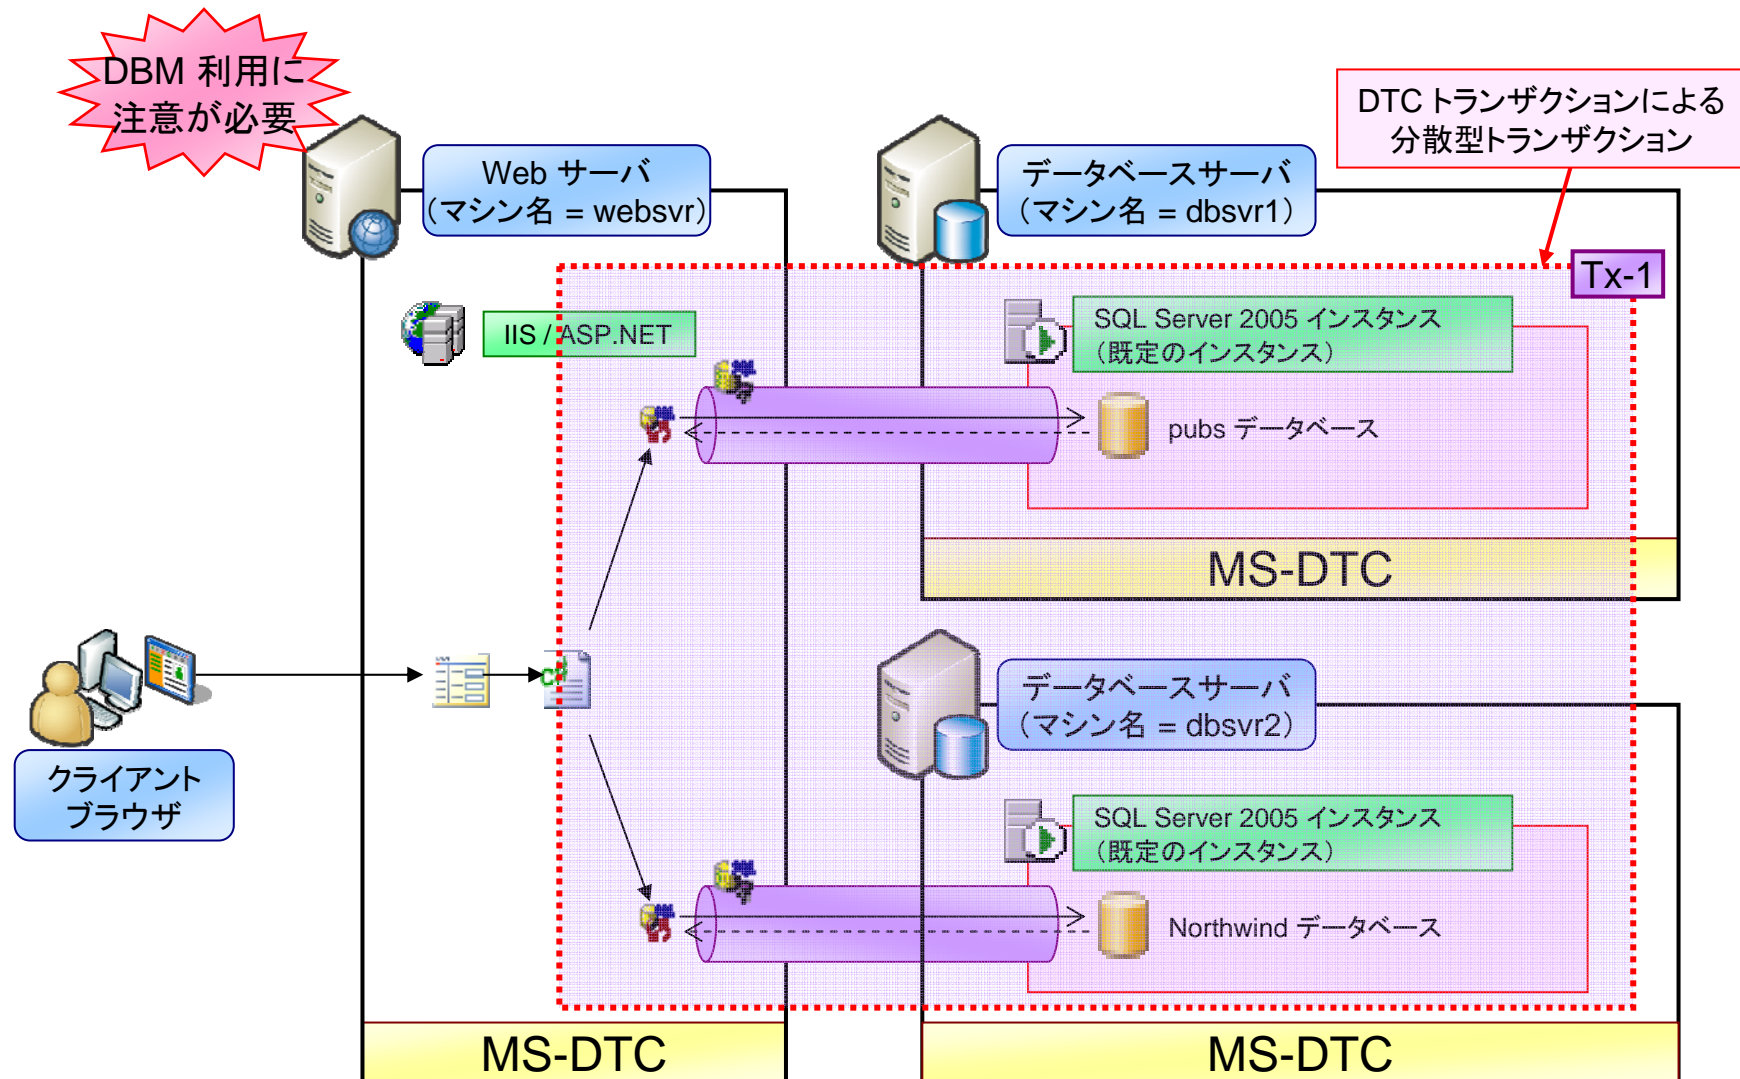 DBM 利用に
注意が必要
DTC トランザクションによる
分散型トランザクション
Web サーバ
(マシン名 = websvr)
データベースサーバ
(マシン名 = dbsvr1)
Tx-1
IIS / ASP.NET
SQL Server 2005 インスタンス
(既定のインスタンス)
pubs データベース
MS-DTC
データベースサーバ
(マシン名 = dbsvr2)
クライアント
ブラウザ
SQL Server 2005 インスタンス
(既定のインスタンス)
Northwind データベース
MS-DTC
MS-DTC